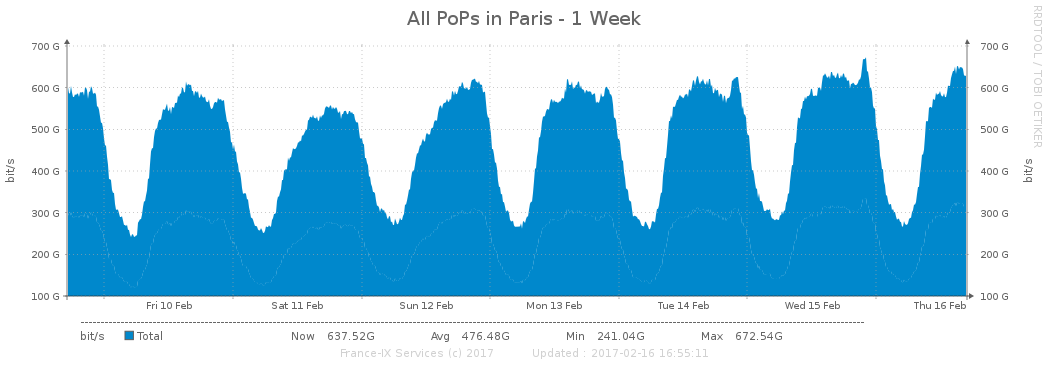 All PoPs in Paris - 1 Week
RRDTOOL / TOBI OETIKER
700 G 700 G
600 G 600 G
500 G 500 G
400 G 400 G
300 G 300 G
200 G 200 G
100 G 100 G
bit/s bit/s
Fri 10 Feb Sat 11 Feb Sun 12 Feb Mon 13 Feb Tue 14 Feb Wed 15 Feb Thu 16 Feb
bit/s Total Now 637.52G Avg 476.48G Min 241.04G Max 672.54G
France-IX Services (c) 2017 Updated : 2017-02-16 16:55:11